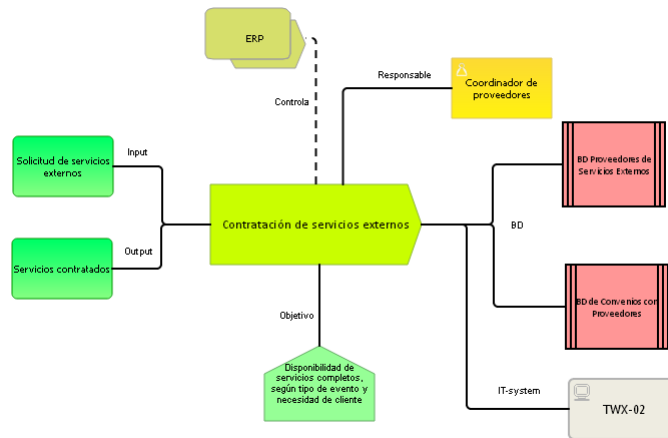 ERP
Responsable
Coordinador de
proveedores
Controla
Solicitud de servicios
externos
Input
BD Proveedores de
Servicios Externos
Contratación de servicios externos
BD
Output
Servicios contratados
BD de Convenios con
Proveedores
Objetivo
Disponibilidad de
servicios completos,
según tipo de evento y
necesidad de cliente
IT-system
TWX-02